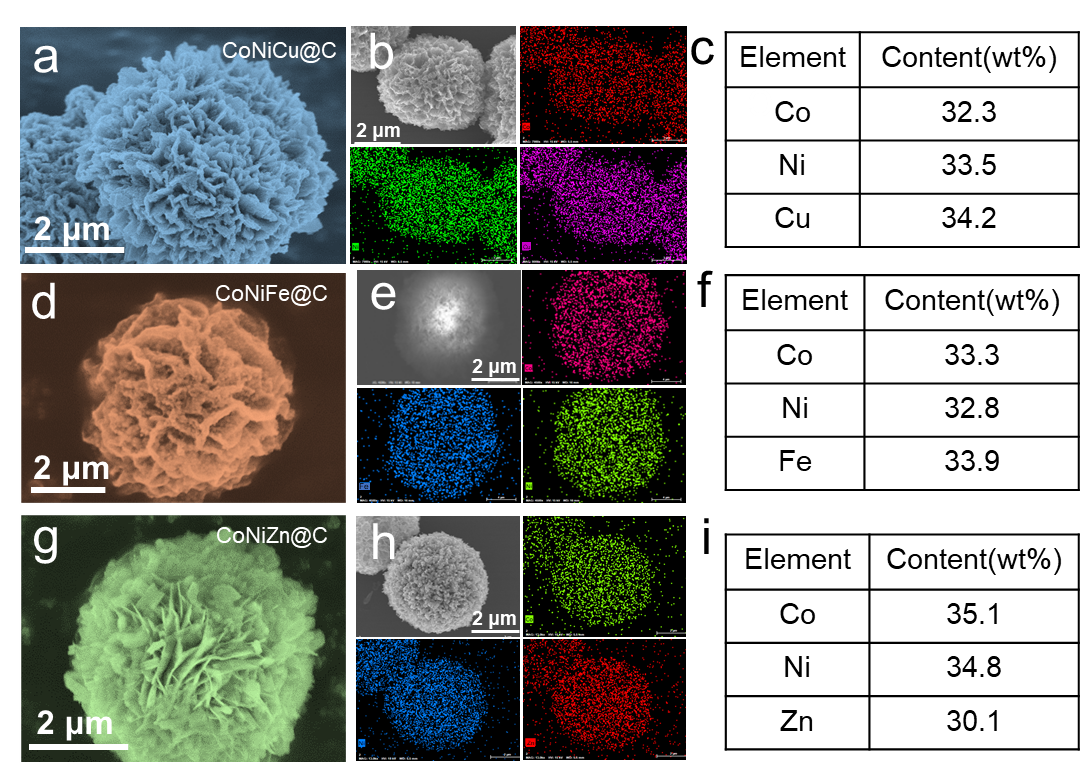 a
CoNiCu@C
2 μm
b
2 μm
c
Element Content(wt%)
Co 32.3
Ni 33.5
Cu 34.2
d
CoNiFe@C
2 μm
e
2 μm
f
Element Content(wt%)
Co 33.3
Ni 32.8
Fe 33.9
g
CoNiZn@C
2 μm
h
2 μm
i
Element Content(wt%)
Co 35.1
Ni 34.8
Zn 30.1